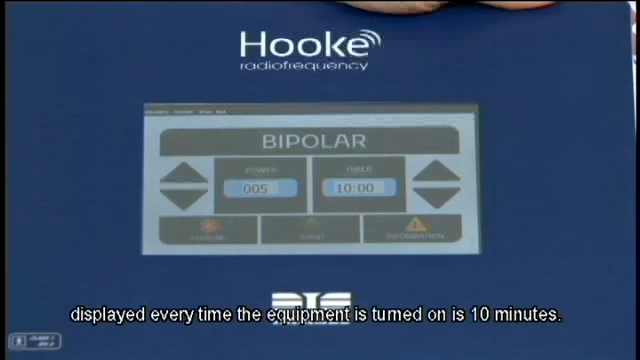 Hooke
radiofrequency
BIPOLAR
POWER
TIMER
005
10:00
COOLING
START
INFORMATION
displayed every time the equipment is turned on is 10 minutes.